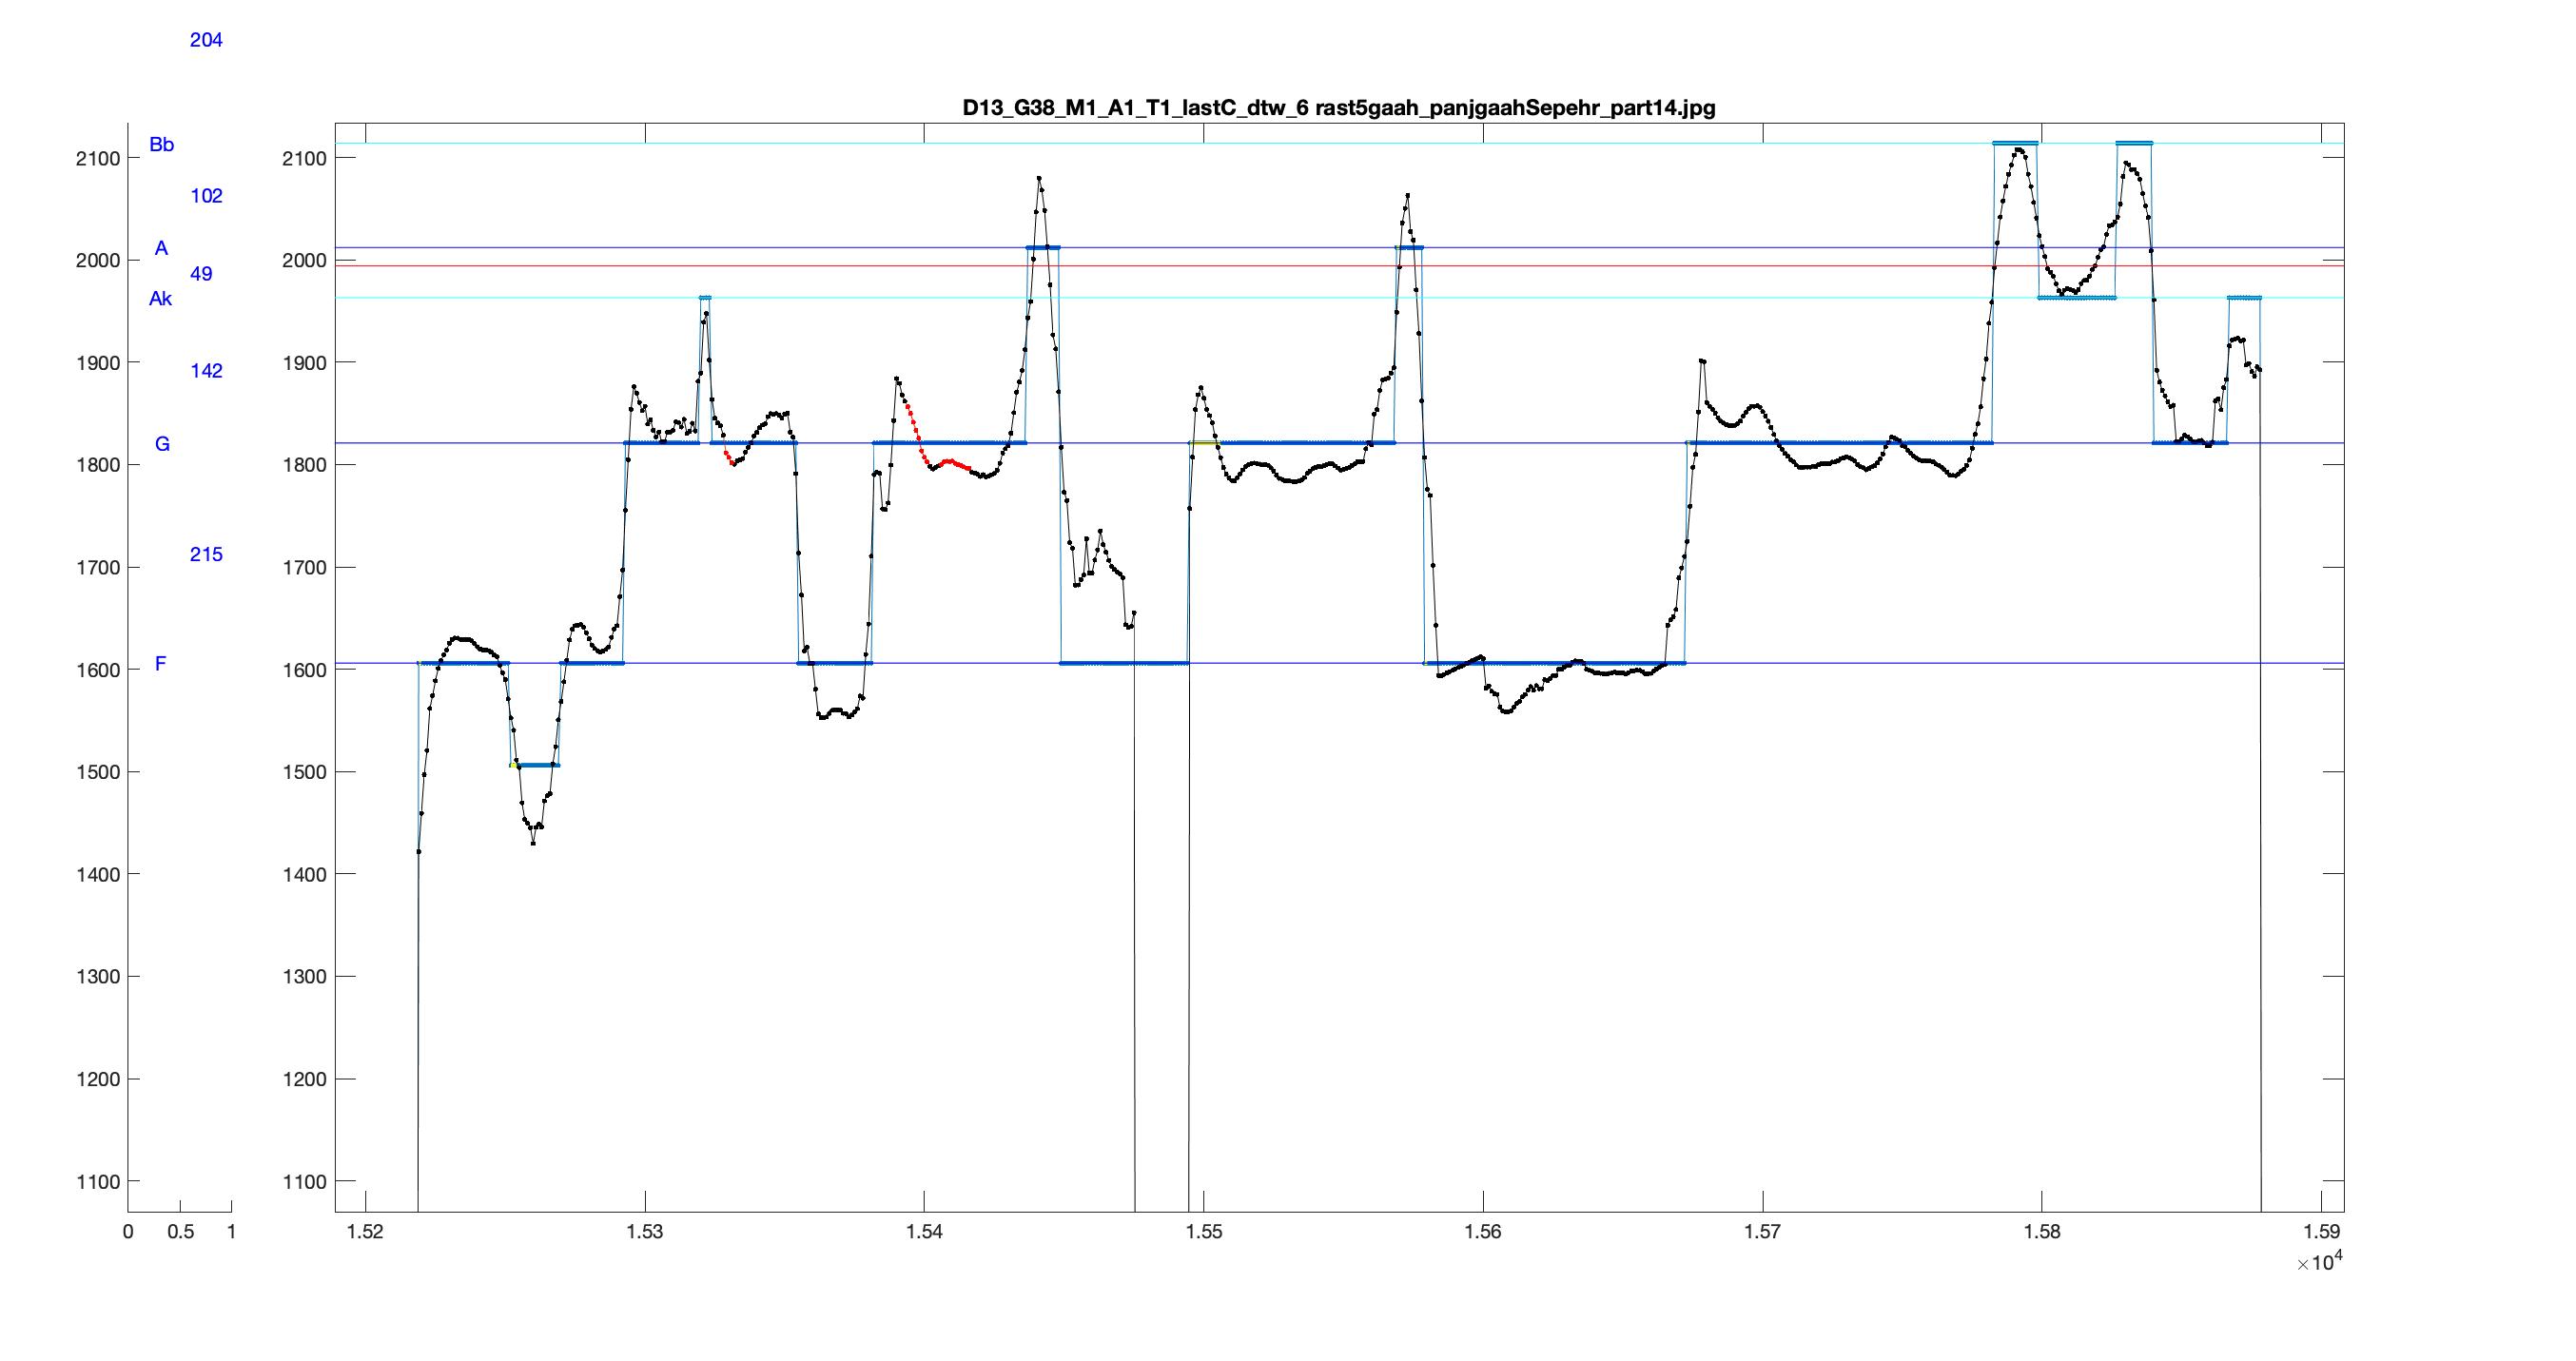 204
D13_G38_M1_A1_T1_lastC_dtw_6 rast5gaah_panjgaahSepehr_part14.jpg
Bb
2100 2100
102
A
2000 2000
49
Ak
1900 142 1900
G
1800 1800
1700 215 1700
F
1600 1600
1500 1500
1400 1400
1300 1300
1200 1200
1100 1100
0 0.5 1 1.52 1.53 1.54 1.55 1.56 1.57 1.58 1.59
×10⁴